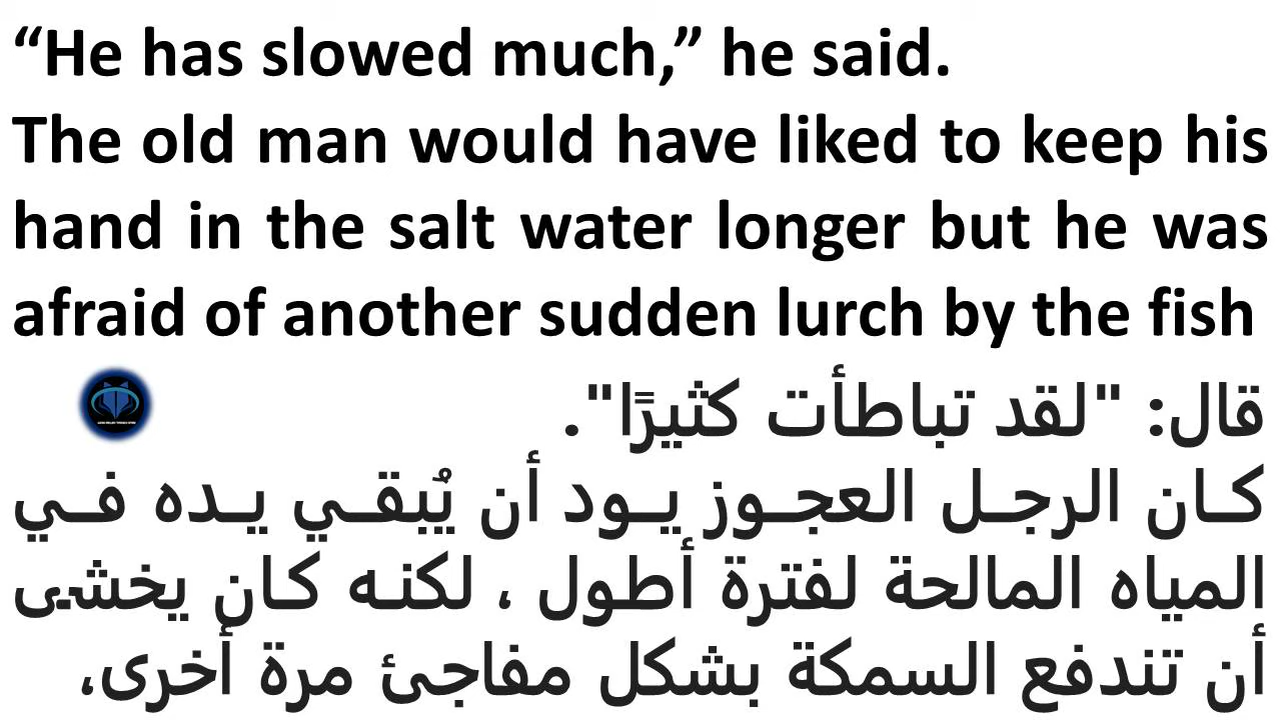 “He has slowed much,” he said.
The old man would have liked to keep his
hand in the salt water longer but he was
afraid of another sudden lurch by the fish
قال: "لقد تباطأت كثيرًا".
كان الرجل العجوز يود أن يُبقي يده في
المياه المالحة لفترة أطول ، لكنه كان يخشى
أن تندفع السمكة بشكل مفاجئ مرة أخرى،